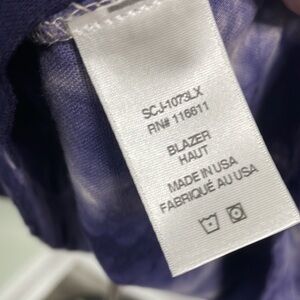 SCJ-1073LX
RN# 116611
BLAZER
HAUT
MADE IN USA
FABRIQUÉ AU USA